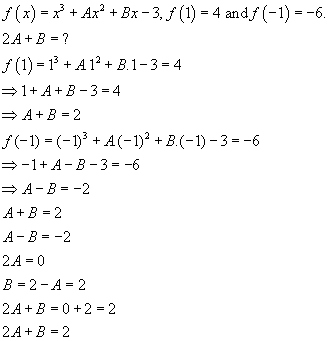 f(x) = x³ + Ax² + Bx − 3, f(1) = 4 and f(−1) = −6.
2A + B = ?
f(1) = 1³ + A1² + B.1 − 3 = 4
⇒ 1 + A + B − 3 = 4
⇒ A + B = 2
f(−1) = (−1)³ + A(−1)² + B.(−1) − 3 = −6
⇒ −1 + A − B − 3 = −6
⇒ A − B = −2
A + B = 2
A − B = −2
2A = 0
B = 2 − A = 2
2A + B = 0 + 2 = 2
2A + B = 2